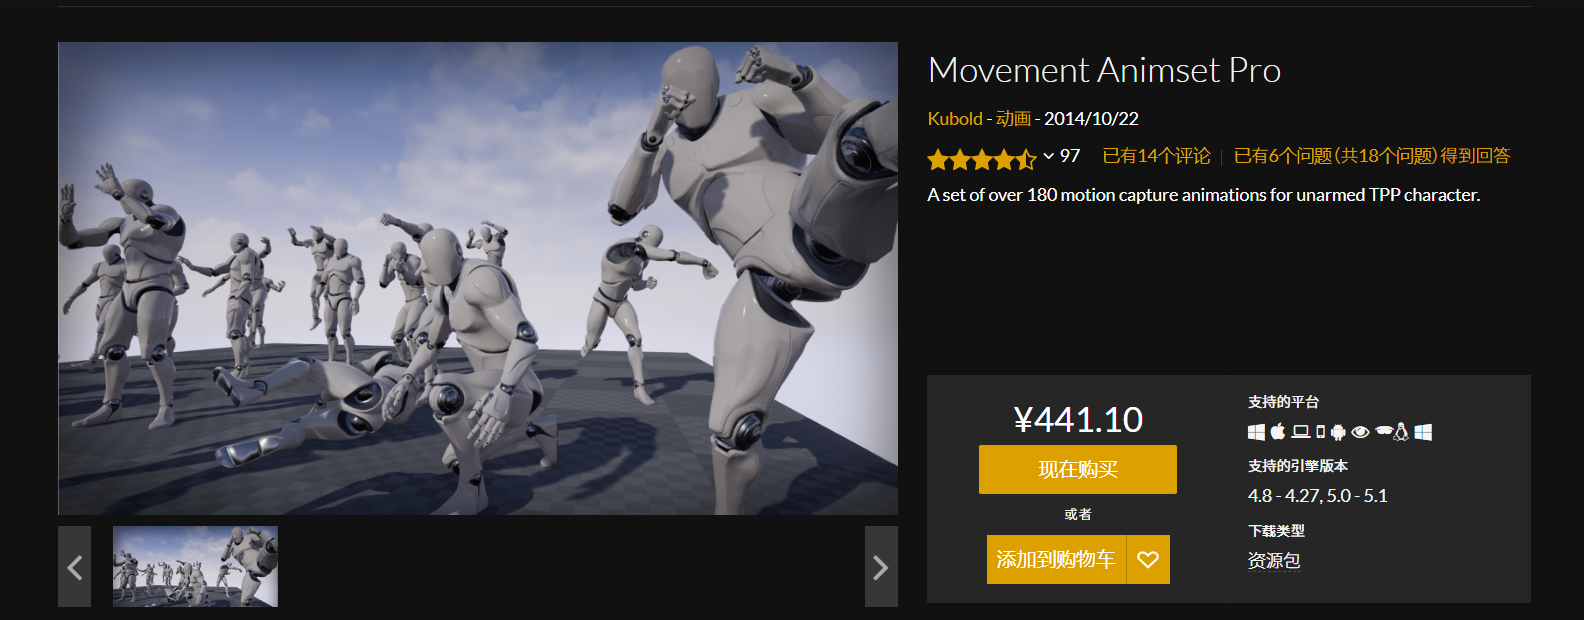 Movement Animset Pro
Kubold - 动画 - 2014/10/22
97 已有14个评论 | 已有6个问题(共18个问题)得到回答
A set of over 180 motion capture animations for unarmed TPP character.
¥441.10
现在购买
或者
添加到购物车
支持的平台
支持的引擎版本
4.8 - 4.27, 5.0 - 5.1
下载类型
资源包